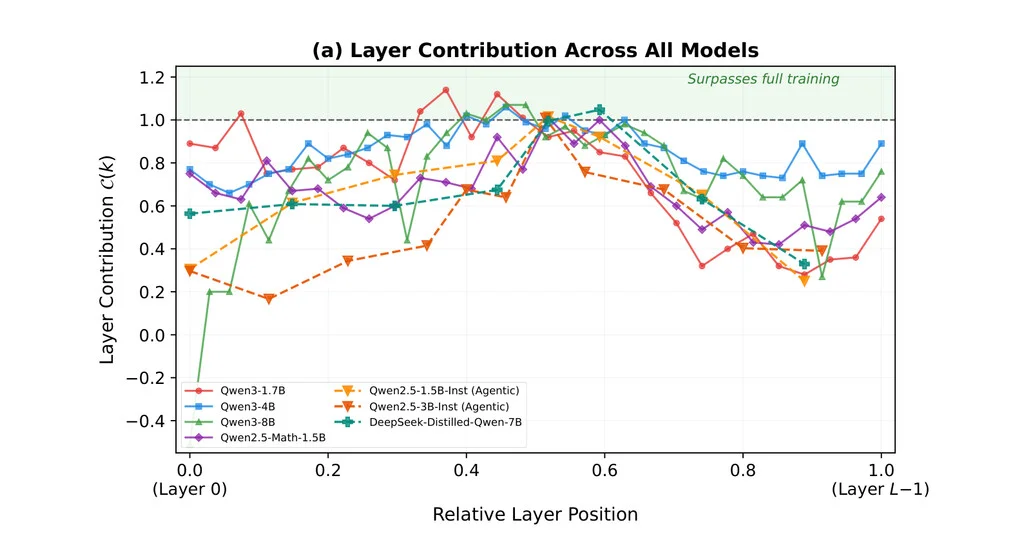 (a) Layer Contribution Across All Models
Surpasses full training
Layer Contribution 𝒞(k)
1.2
1.0
0.8
0.6
0.4
0.2
0.0
−0.2
−0.4
Qwen3-1.7B
Qwen3-4B
Qwen3-8B
Qwen2.5-Math-1.5B
Qwen2.5-1.5B-Inst (Agentic)
Qwen2.5-3B-Inst (Agentic)
DeepSeek-Distilled-Qwen-7B
0.0 0.2 0.4 0.6 0.8 1.0
(Layer 0) (Layer L−1)
Relative Layer Position